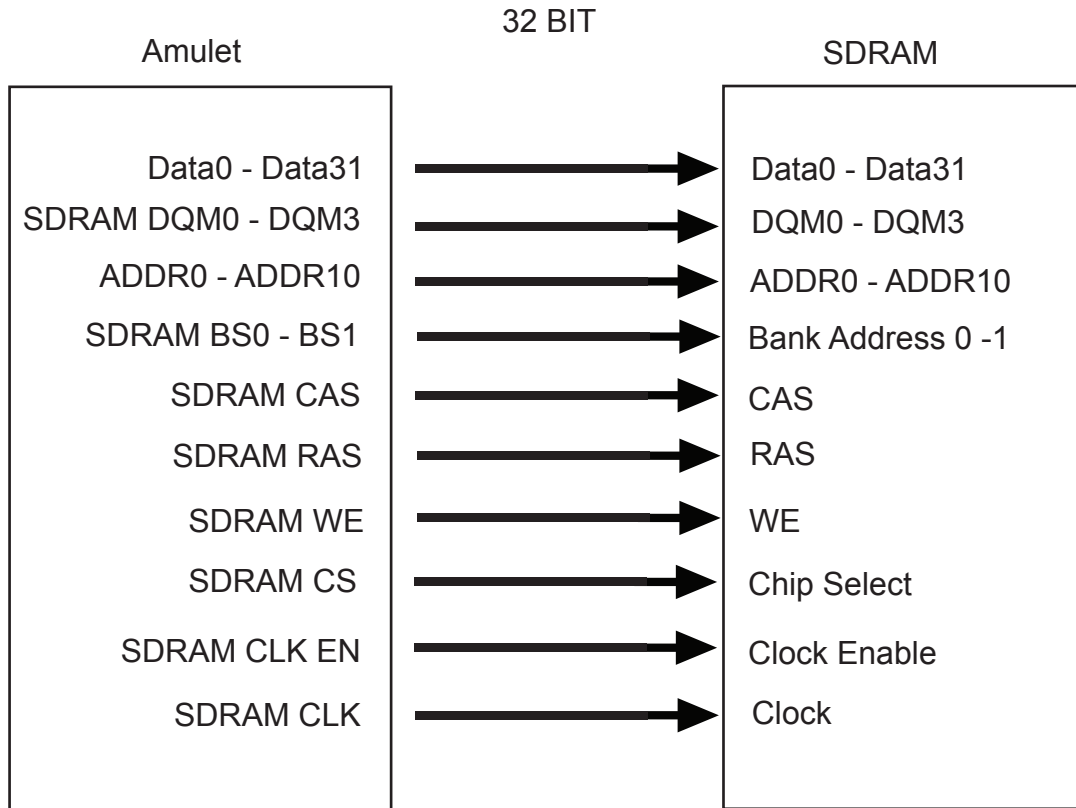 32 BIT
Amulet
SDRAM
Data0 - Data31
Data0 - Data31
SDRAM DQM0 - DQM3
DQM0 - DQM3
ADDR0 - ADDR10
ADDR0 - ADDR10
SDRAM BS0 - BS1
Bank Address 0 -1
SDRAM CAS
CAS
SDRAM RAS
RAS
SDRAM WE
WE
SDRAM CS
Chip Select
SDRAM CLK EN
Clock Enable
SDRAM CLK
Clock